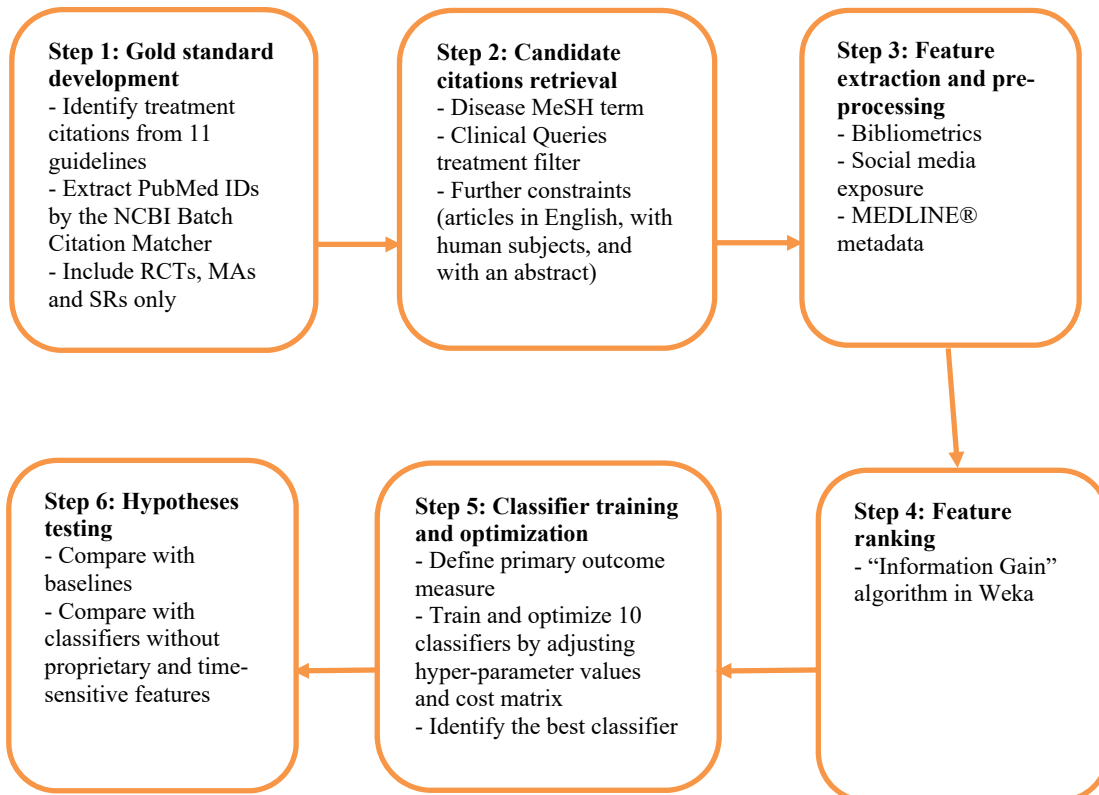 Step 1: Gold standard
development
- Identify treatment
citations from 11
guidelines
- Extract PubMed IDs
by the NCBI Batch
Citation Matcher
- Include RCTs, MAs
and SRs only
Step 2: Candidate
citations retrieval
- Disease MeSH term
- Clinical Queries
treatment filter
- Further constraints
(articles in English, with
human subjects, and
with an abstract)
Step 3: Feature
extraction and pre-
processing
- Bibliometrics
- Social media
exposure
- MEDLINE®
metadata
Step 4: Feature
ranking
- “Information Gain”
algorithm in Weka
Step 5: Classifier training
and optimization
- Define primary outcome
measure
- Train and optimize 10
classifiers by adjusting
hyper-parameter values
and cost matrix
- Identify the best classifier
Step 6: Hypotheses
testing
- Compare with
baselines
- Compare with
classifiers without
proprietary and time-
sensitive features